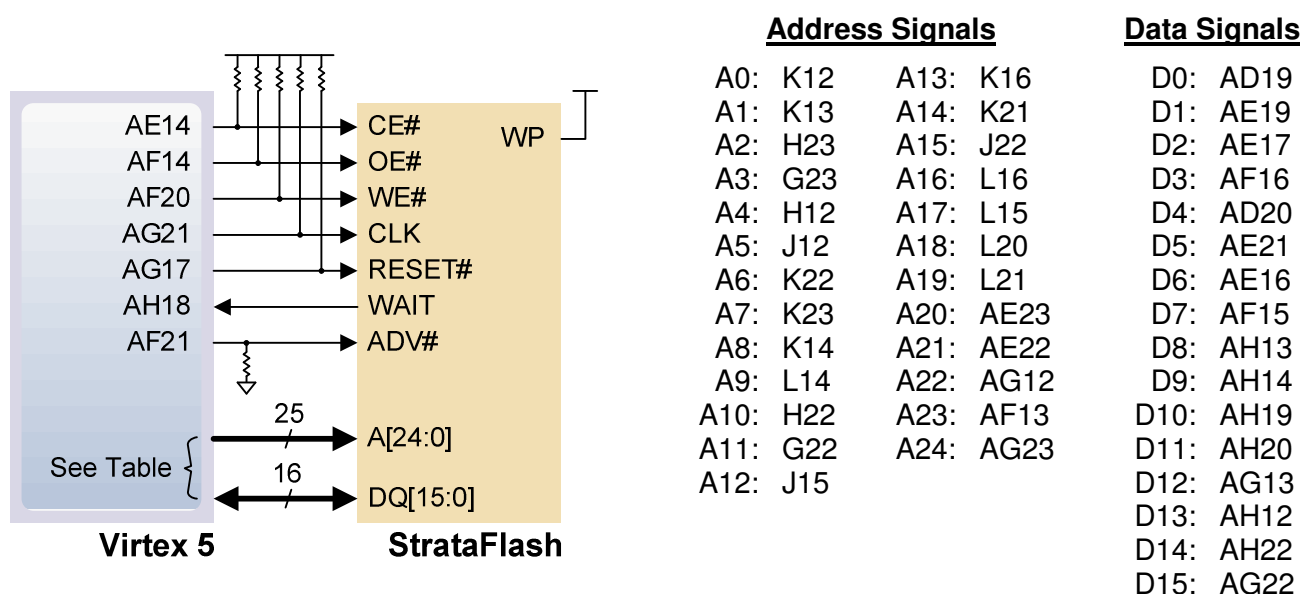 AE14 CE#
WP
AF14 OE#
AF20 WE#
AG21 CLK
AG17 RESET#
AH18 WAIT
AF21 ADV#
25
A[24:0]
See Table
16
DQ[15:0]
Virtex 5 StrataFlash
Address Signals Data Signals
A0: K12 A13: K16 D0: AD19
A1: K13 A14: K21 D1: AE19
A2: H23 A15: J22 D2: AE17
A3: G23 A16: L16 D3: AF16
A4: H12 A17: L15 D4: AD20
A5: J12 A18: L20 D5: AE21
A6: K22 A19: L21 D6: AE16
A7: K23 A20: AE23 D7: AF15
A8: K14 A21: AE22 D8: AH13
A9: L14 A22: AG12 D9: AH14
A10: H22 A23: AF13 D10: AH19
A11: G22 A24: AG23 D11: AH20
A12: J15 D12: AG13
D13: AH12
D14: AH22
D15: AG22